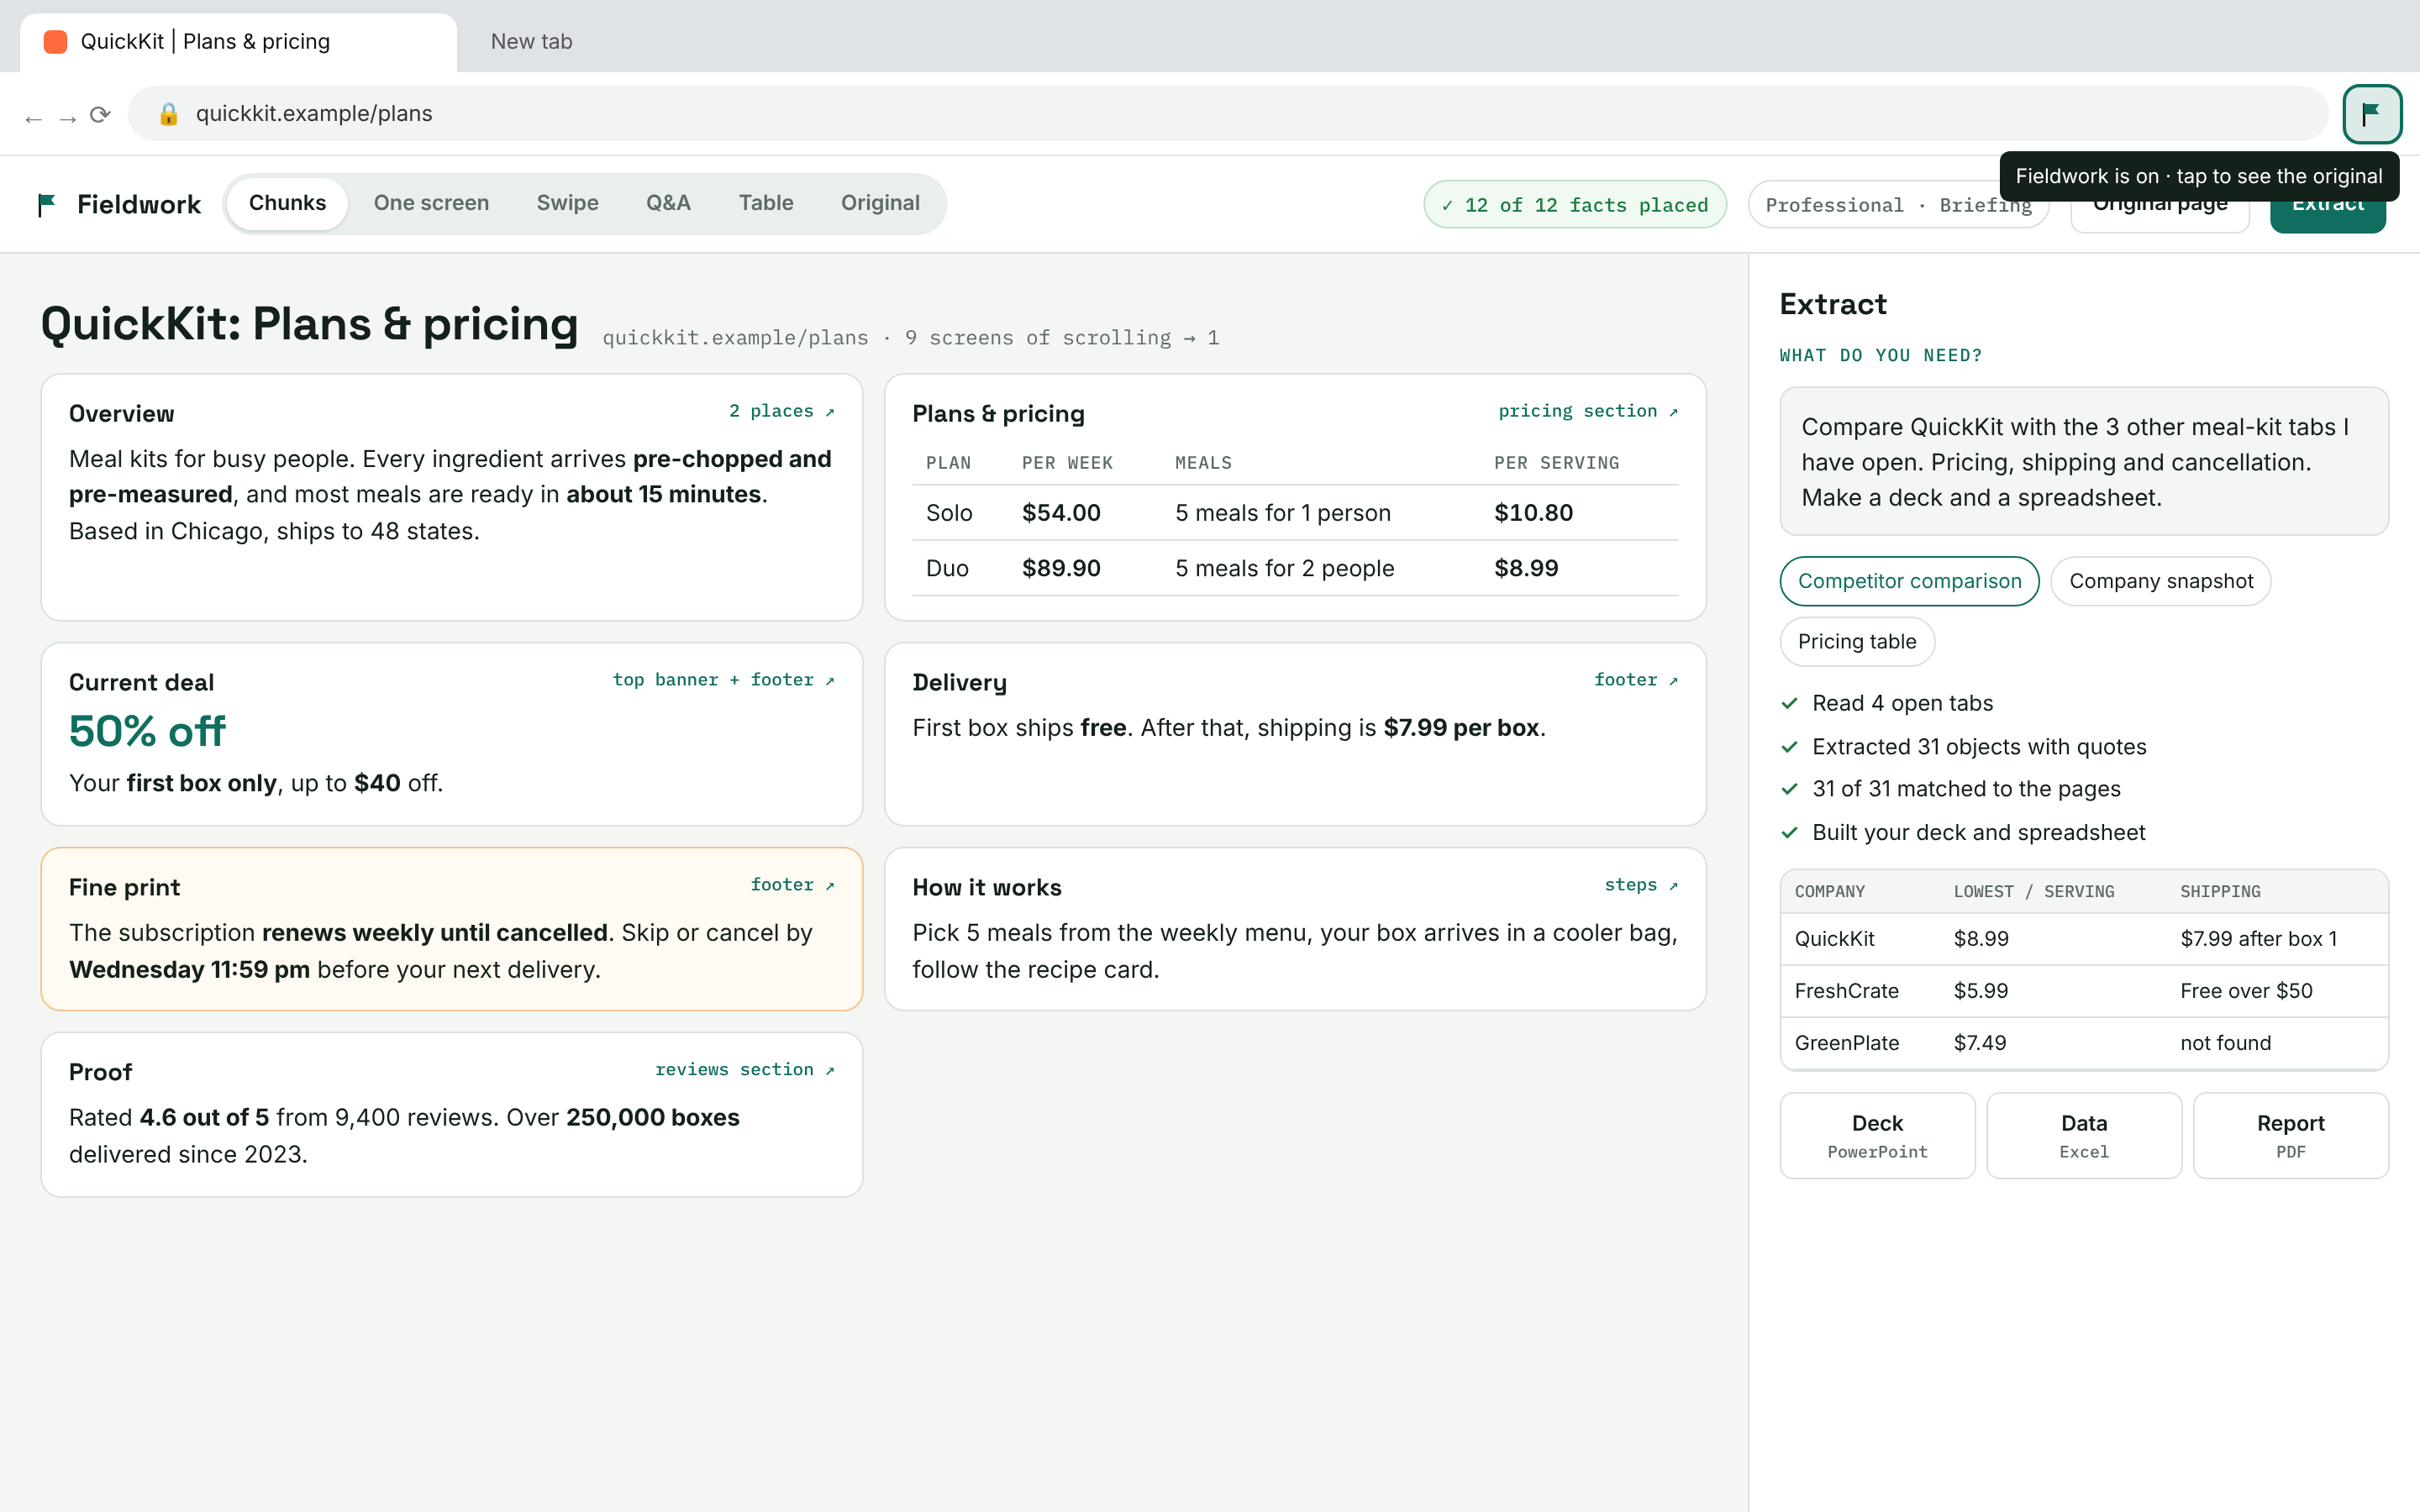 QuickKit | Plans & pricing
New tab
quickkit.example/plans
Fieldwork is on · tap to see the original
Fieldwork
Chunks One screen Swipe Q&A Table Original
✓ 12 of 12 facts placed
Professional · Briefing
Original page
Extract
QuickKit: Plans & pricing
quickkit.example/plans · 9 screens of scrolling → 1
Overview
2 places ↗
Meal kits for busy people. Every ingredient arrives pre-chopped and
pre-measured, and most meals are ready in about 15 minutes.
Based in Chicago, ships to 48 states.
Plans & pricing
pricing section ↗
PLAN PER WEEK MEALS PER SERVING
Solo $54.00 5 meals for 1 person $10.80
Duo $89.90 5 meals for 2 people $8.99
Current deal
top banner + footer ↗
50% off
Your first box only, up to $40 off.
Delivery
footer ↗
First box ships free. After that, shipping is $7.99 per box.
Fine print
footer ↗
The subscription renews weekly until cancelled. Skip or cancel by
Wednesday 11:59 pm before your next delivery.
How it works
steps ↗
Pick 5 meals from the weekly menu, your box arrives in a cooler bag,
follow the recipe card.
Proof
reviews section ↗
Rated 4.6 out of 5 from 9,400 reviews. Over 250,000 boxes
delivered since 2023.
Extract
WHAT DO YOU NEED?
Compare QuickKit with the 3 other meal-kit tabs I
have open. Pricing, shipping and cancellation.
Make a deck and a spreadsheet.
Competitor comparison
Company snapshot
Pricing table
✓ Read 4 open tabs
✓ Extracted 31 objects with quotes
✓ 31 of 31 matched to the pages
✓ Built your deck and spreadsheet
COMPANY LOWEST / SERVING SHIPPING
QuickKit $8.99 $7.99 after box 1
FreshCrate $5.99 Free over $50
GreenPlate $7.49 not found
Deck
PowerPoint
Data
Excel
Report
PDF